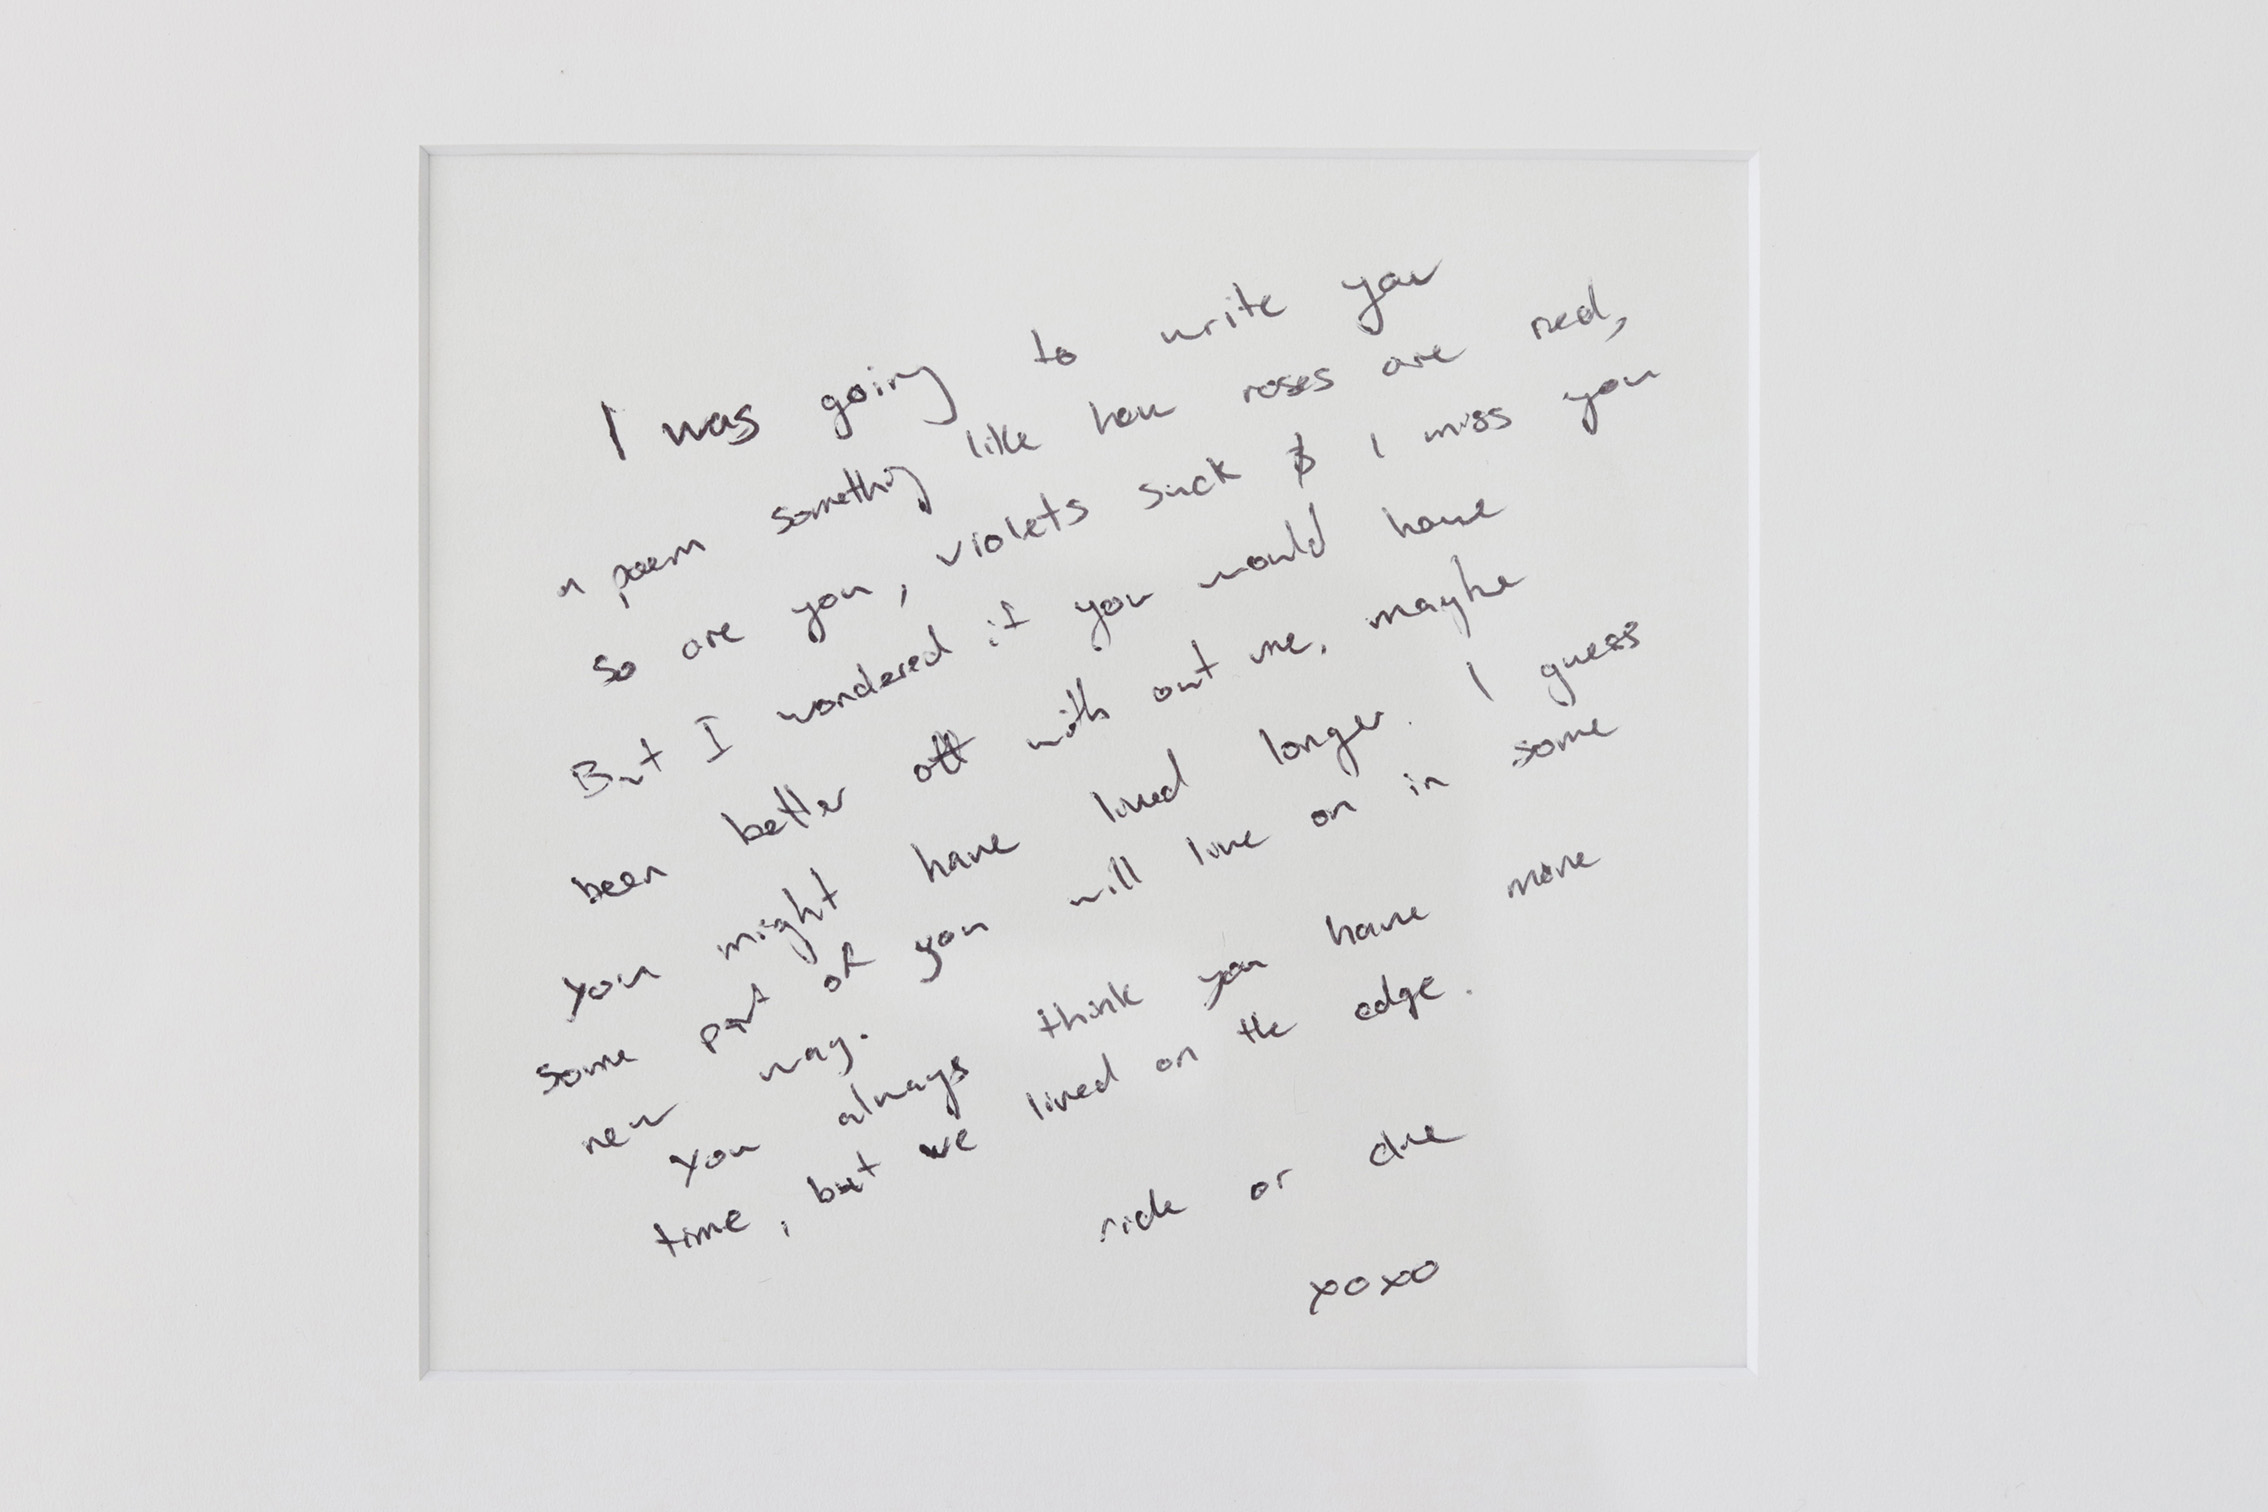 I was going to write you
a poem something like how roses are red,
so are you, violets suck & I miss you
But I wondered if you would have
been better off with out me, maybe
you might have lived longer. I guess
some part of you will live on in some
new way.
You always think you have more
time, but we lived on the edge.
ride or die
xoxo